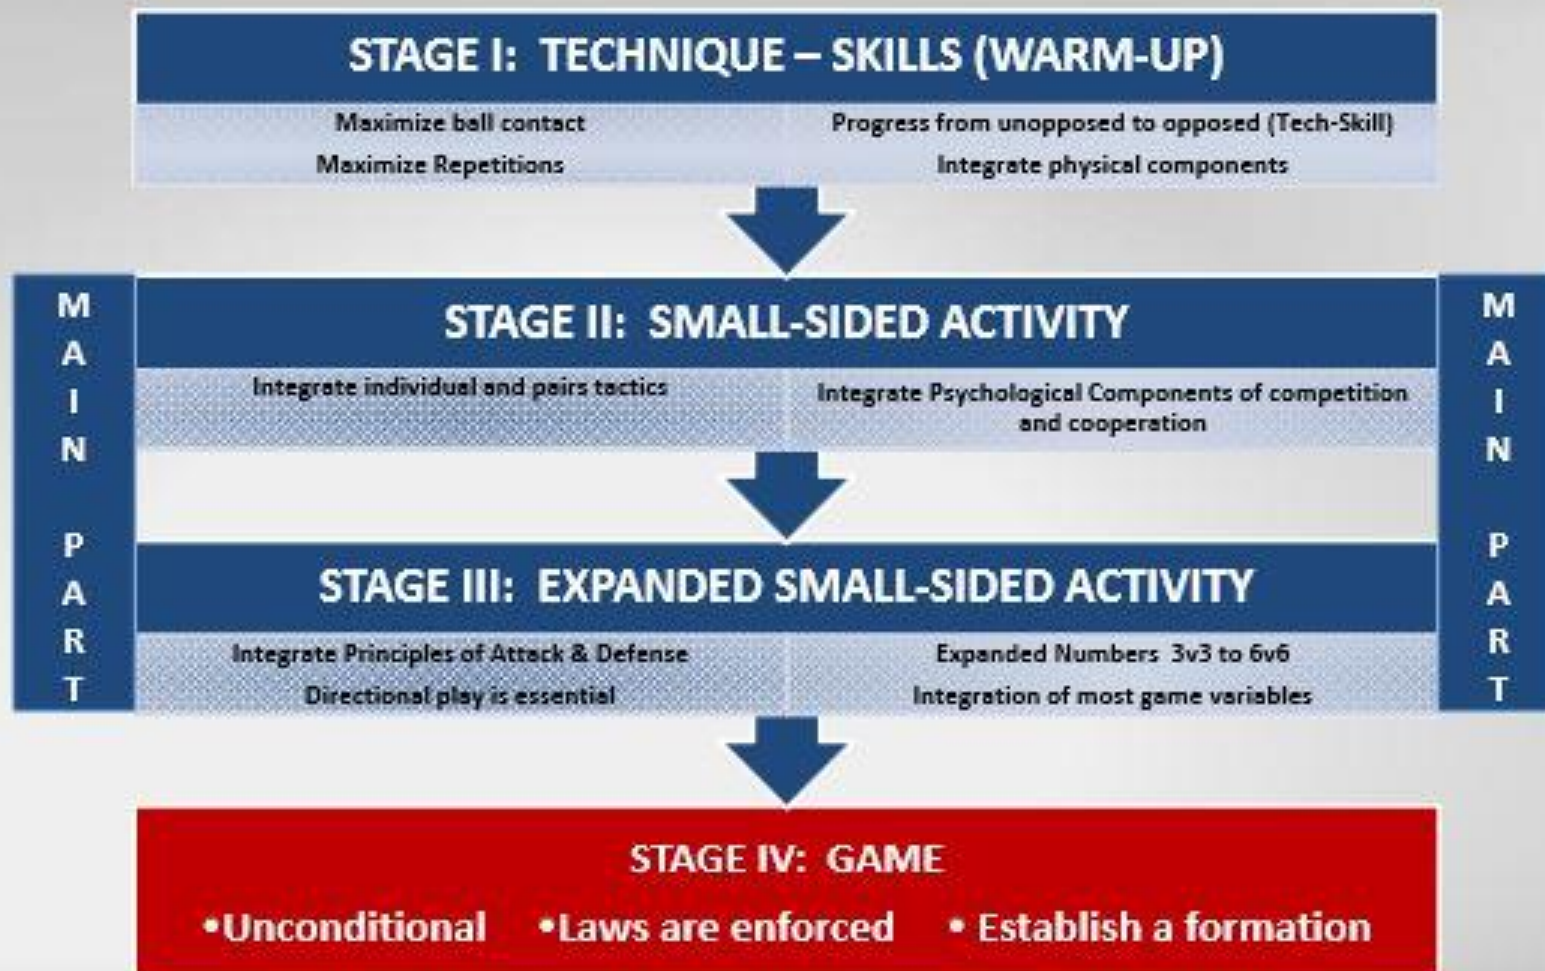 STAGE I: TECHNIQUE – SKILLS (WARM-UP)
Maximize ball contact
Maximize Repetitions
Progress from unopposed to opposed (Tech-Skill)
Integrate physical components
MAIN PART
STAGE II: SMALL-SIDED ACTIVITY
Integrate individual and pairs tactics
Integrate Psychological Components of competition
and cooperation
STAGE III: EXPANDED SMALL-SIDED ACTIVITY
Integrate Principles of Attack & Defense
Directional play is essential
Expanded Numbers 3v3 to 6v6
Integration of most game variables
MAIN PART
STAGE IV: GAME
•Unconditional •Laws are enforced • Establish a formation